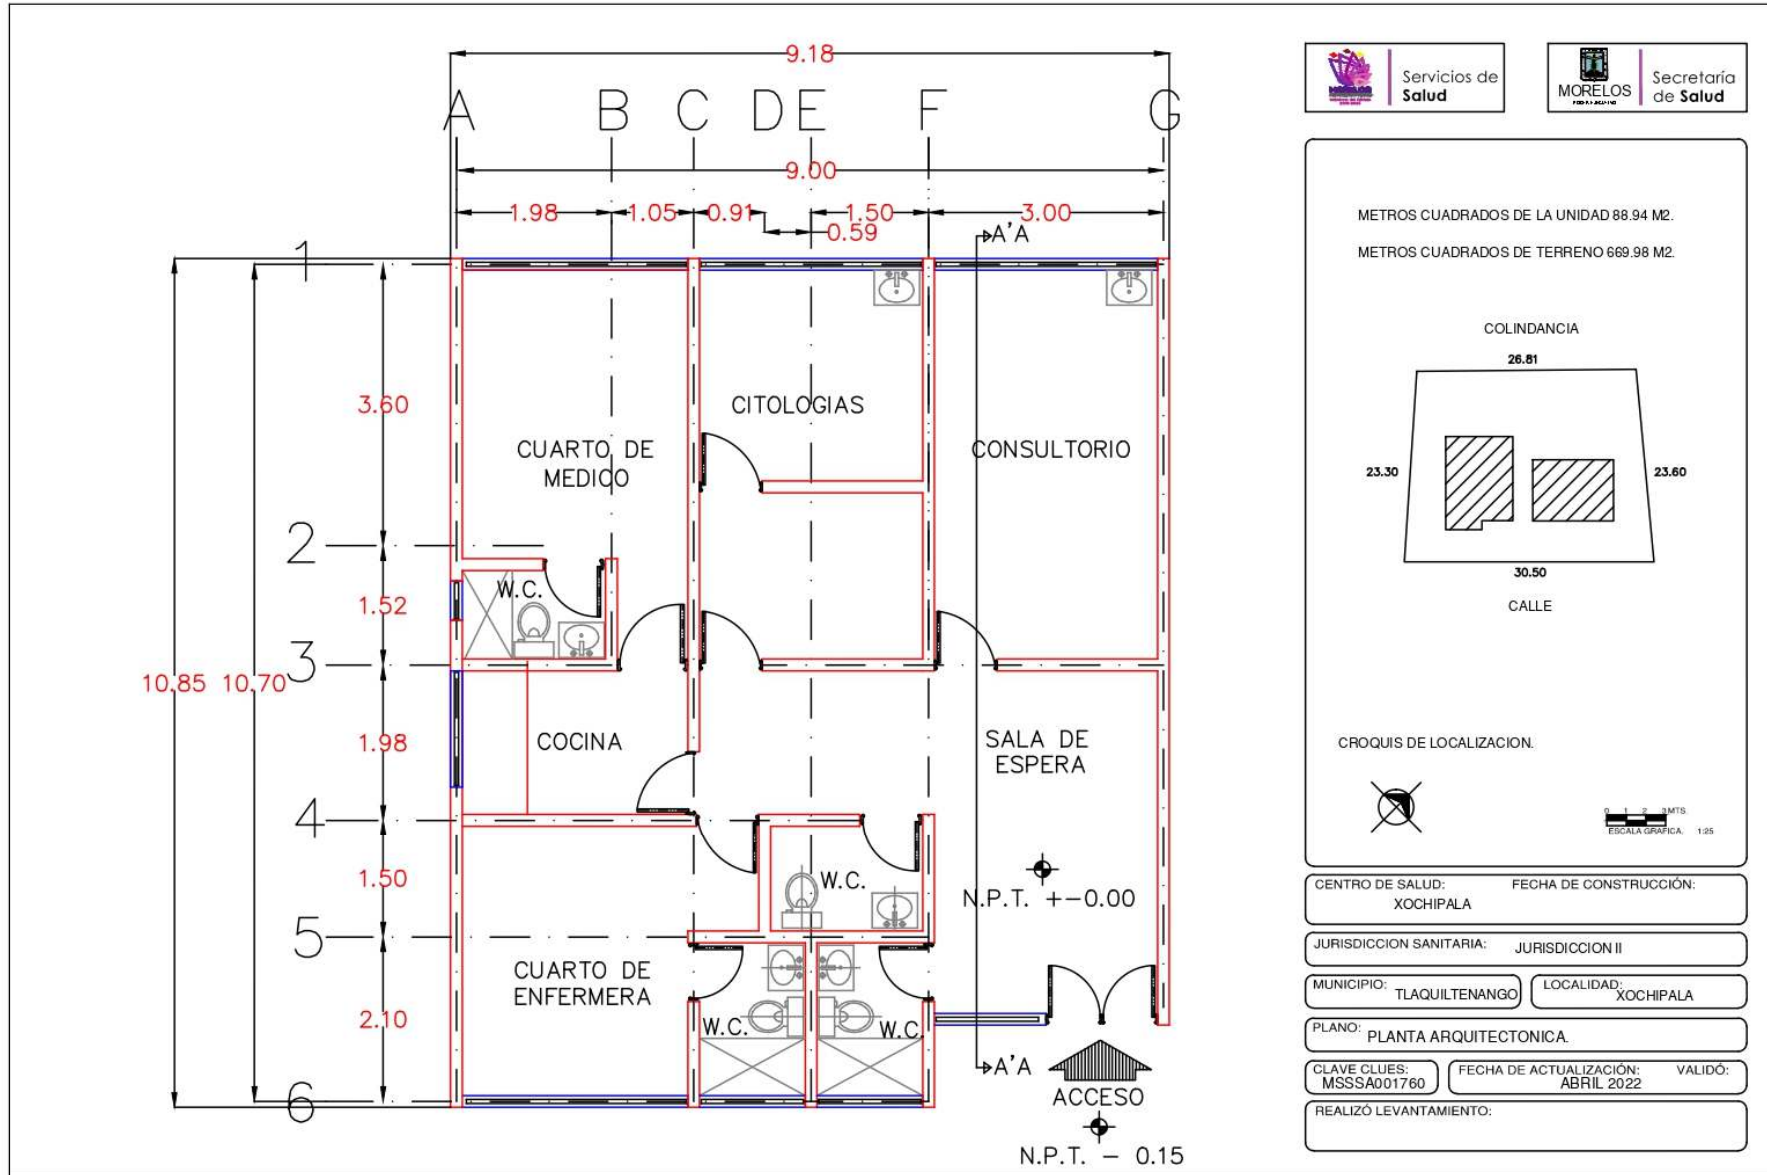 9.18
A B C D E F G
9.00
1.98 1.05 0.91 1.50 3.00
0.59
A'A
1
2
3
4
5
6
3.60
1.52
1.98
1.50
2.10
10.85 10.70
CUARTO DE
MEDICO
CITOLOGIAS
CONSULTORIO
W.C.
COCINA
SALA DE
ESPERA
W.C.
N.P.T. +-0.00
CUARTO DE
ENFERMERA
W.C.
W.C.
A'A
ACCESO
N.P.T. - 0.15
Servicios de
Salud
MORELOS
Secretaría
de Salud
METROS CUADRADOS DE LA UNIDAD 88.94 M2.
METROS CUADRADOS DE TERRENO 669.98 M2.
COLINDANCIA
26.81
23.30
23.60
30.50
CALLE
CROQUIS DE LOCALIZACION.
0 1 2 3MTS
ESCALA GRAFICA. 1:25
CENTRO DE SALUD: FECHA DE CONSTRUCCIÓN:
XOCHIPALA
JURISDICCION SANITARIA: JURISDICCION II
MUNICIPIO: TLAQUILTENANGO LOCALIDAD: XOCHIPALA
PLANO: PLANTA ARQUITECTONICA.
CLAVE CLUES: FECHA DE ACTUALIZACIÓN: VALIDÓ:
MSSSA001760 ABRIL 2022
REALIZÓ LEVANTAMIENTO: